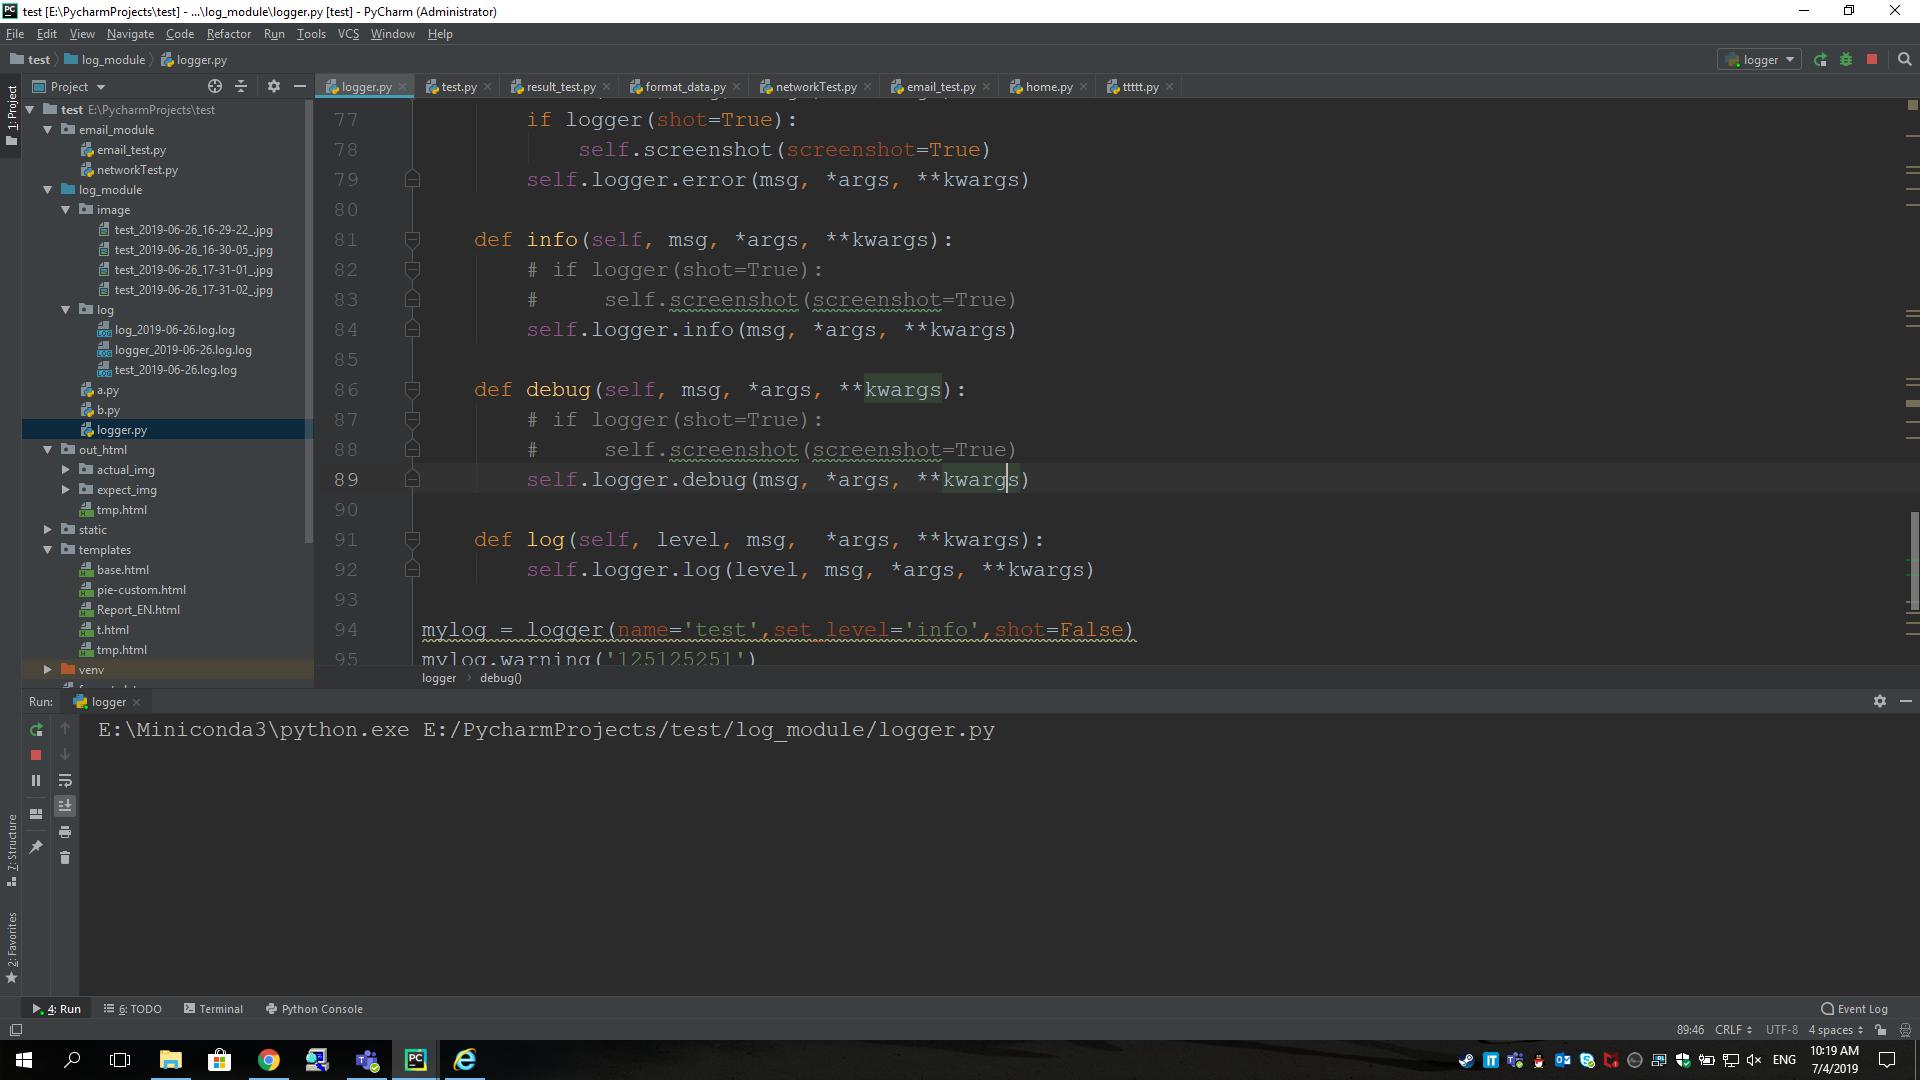 test [E:\PycharmProjects\test] - ...\log_module\logger.py [test] - PyCharm (Administrator)
File Edit View Navigate Code Refactor Run Tools VCS Window Help
test log_module logger.py
logger
Project
logger.py test.py result_test.py format_data.py networkTest.py email_test.py home.py ttttt.py
1: Project
test E:\PycharmProjects\test
email_module
email_test.py
networkTest.py
log_module
image
test_2019-06-26_16-29-22_.jpg
test_2019-06-26_16-30-05_.jpg
test_2019-06-26_17-31-01_.jpg
test_2019-06-26_17-31-02_.jpg
log
log_2019-06-26.log.log
logger_2019-06-26.log.log
test_2019-06-26.log.log
a.py
b.py
logger.py
out_html
actual_img
expect_img
tmp.html
static
templates
base.html
pie-custom.html
Report_EN.html
t.html
tmp.html
venv
77 if logger(shot=True):
78 self.screenshot(screenshot=True)
79 self.logger.error(msg, *args, **kwargs)
80
81 def info(self, msg, *args, **kwargs):
82 # if logger(shot=True):
83 #     self.screenshot(screenshot=True)
84 self.logger.info(msg, *args, **kwargs)
85
86 def debug(self, msg, *args, **kwargs):
87 # if logger(shot=True):
88 #     self.screenshot(screenshot=True)
89 self.logger.debug(msg, *args, **kwargs)
90
91 def log(self, level, msg,  *args, **kwargs):
92 self.logger.log(level, msg, *args, **kwargs)
93
94 mylog = logger(name='test',set_level='info',shot=False)
95 mylog.warning('125125251')
logger debug()
Run: logger
E:\Miniconda3\python.exe E:/PycharmProjects/test/log_module/logger.py
7: Structure
2: Favorites
4: Run 6: TODO Terminal Python Console Event Log
89:46 CRLF UTF-8 4 spaces
ENG
10:19 AM
7/4/2019